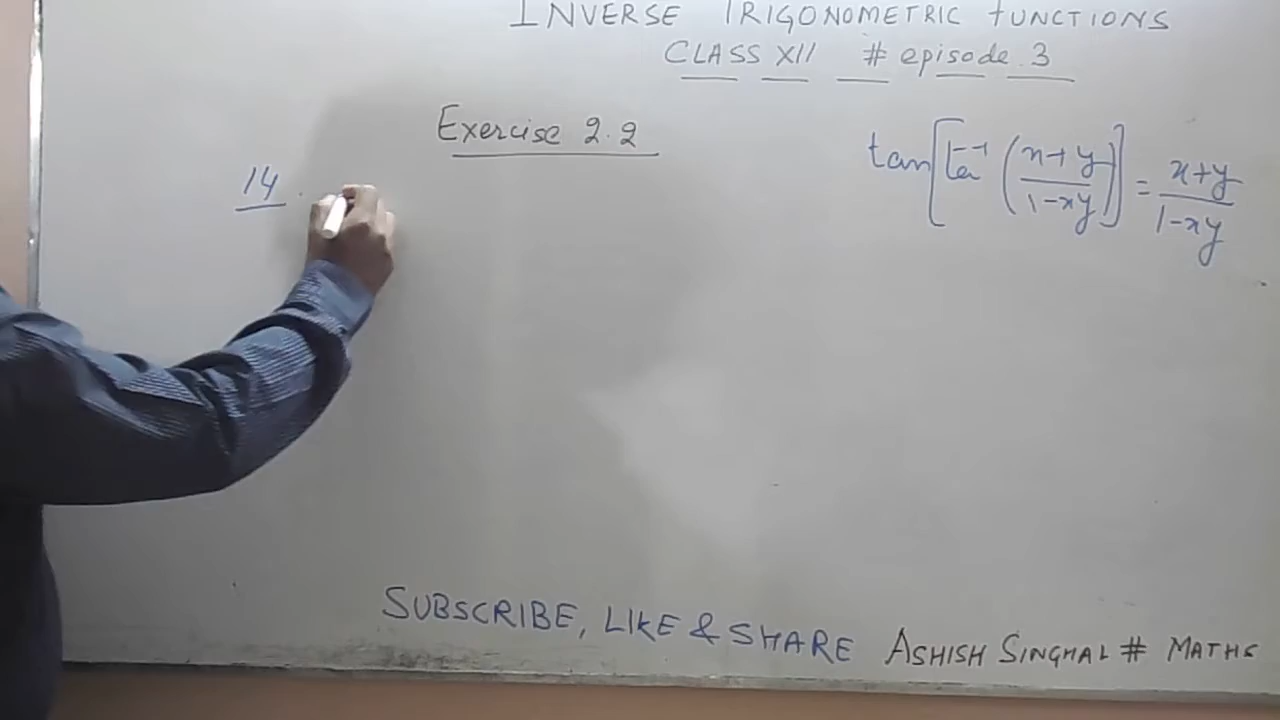 INVERSE TRIGONOMETRIC FUNCTIONS
CLASS XII # episode.3
Exercise 2.2
tan[tan⁻¹((x+y)/(1-xy))] = (x+y)/(1-xy)
14
SUBSCRIBE, LIKE & SHARE ASHISH SINGHAL # MATHS